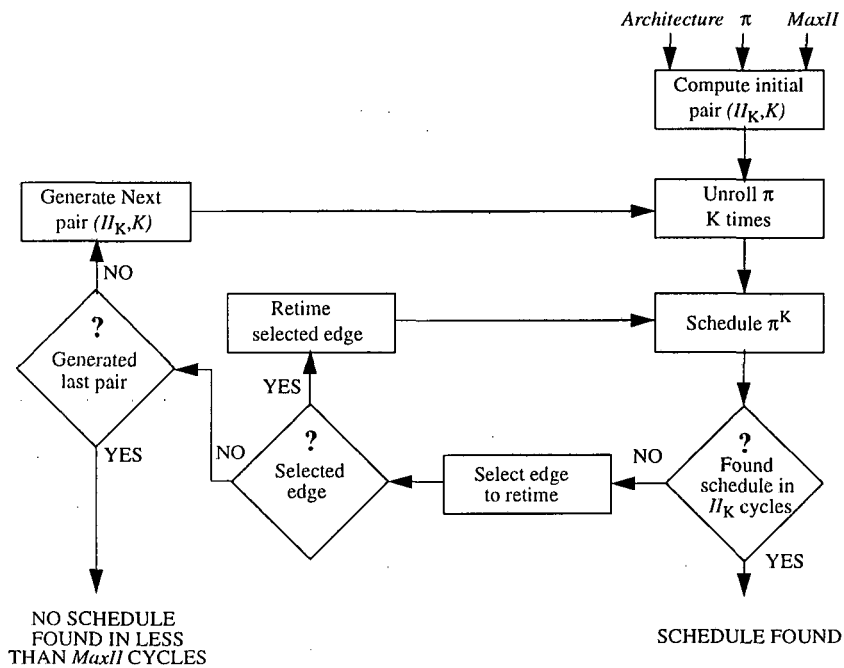 Architecture π MaxII
Compute initial
pair (II_K,K)
Generate Next
pair (II_K,K)
Unroll π
K times
NO
Retime
selected edge
Schedule π^K
?
Generated
last pair
YES
NO
YES
?
Selected
edge
Select edge
to retime
NO
?
Found
schedule in
II_K cycles
YES
NO SCHEDULE
FOUND IN LESS
THAN MaxII CYCLES
SCHEDULE FOUND